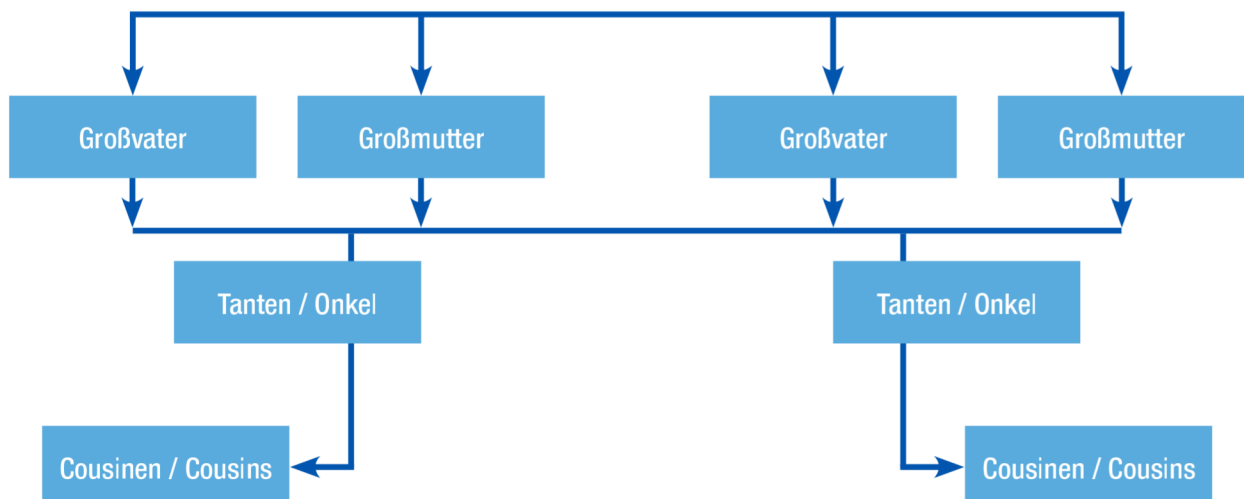 Großvater
Großmutter
Großvater
Großmutter
Tanten / Onkel
Tanten / Onkel
Cousinen / Cousins
Cousinen / Cousins